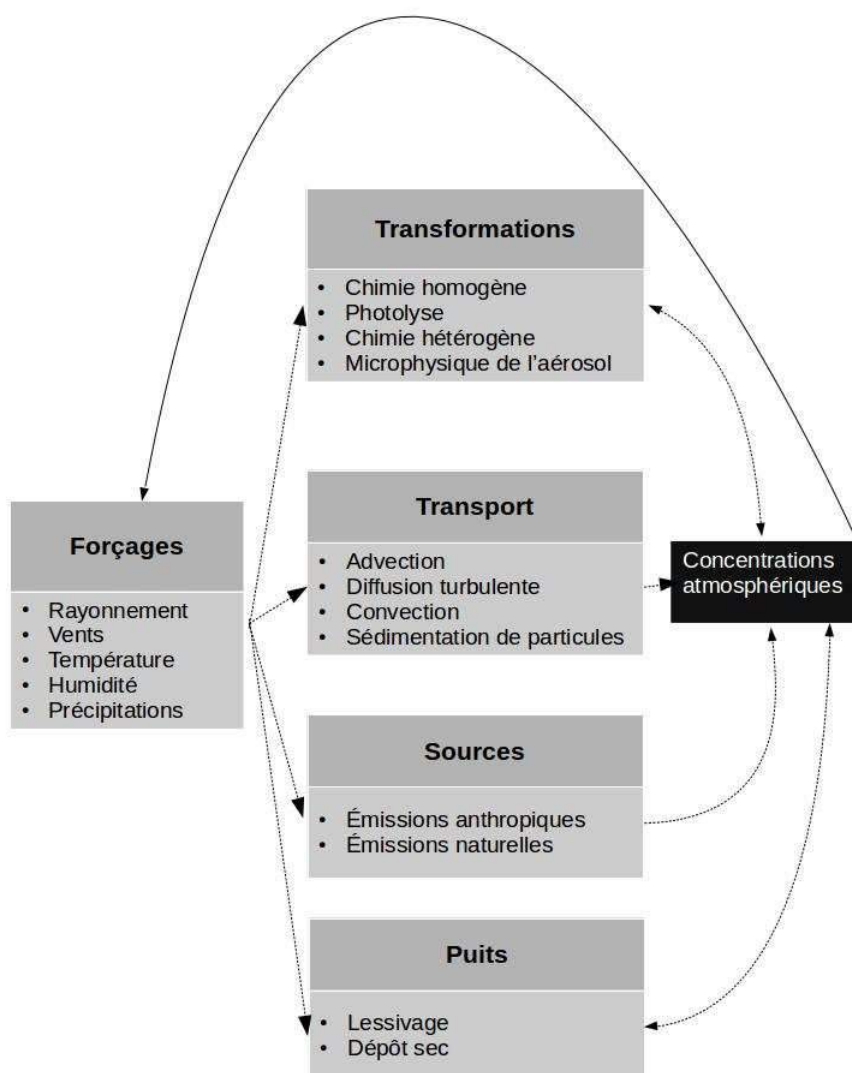 Transformations
• Chimie homogène
• Photolyse
• Chimie hétérogène
• Microphysique de l'aérosol
Forçages
• Rayonnement
• Vents
• Température
• Humidité
• Précipitations
Transport
• Advection
• Diffusion turbulente
• Convection
• Sédimentation de particules
Concentrations
atmosphériques
Sources
• Émissions anthropiques
• Émissions naturelles
Puits
• Lessivage
• Dépôt sec